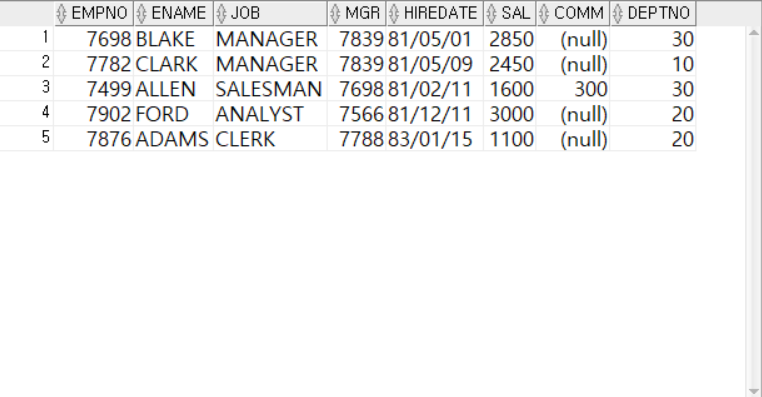 EMPNO ENAME JOB MGR HIREDATE SAL COMM DEPTNO
1 7698 BLAKE MANAGER 7839 81/05/01 2850 (null) 30
2 7782 CLARK MANAGER 7839 81/05/09 2450 (null) 10
3 7499 ALLEN SALESMAN 7698 81/02/11 1600 300 30
4 7902 FORD ANALYST 7566 81/12/11 3000 (null) 20
5 7876 ADAMS CLERK 7788 83/01/15 1100 (null) 20